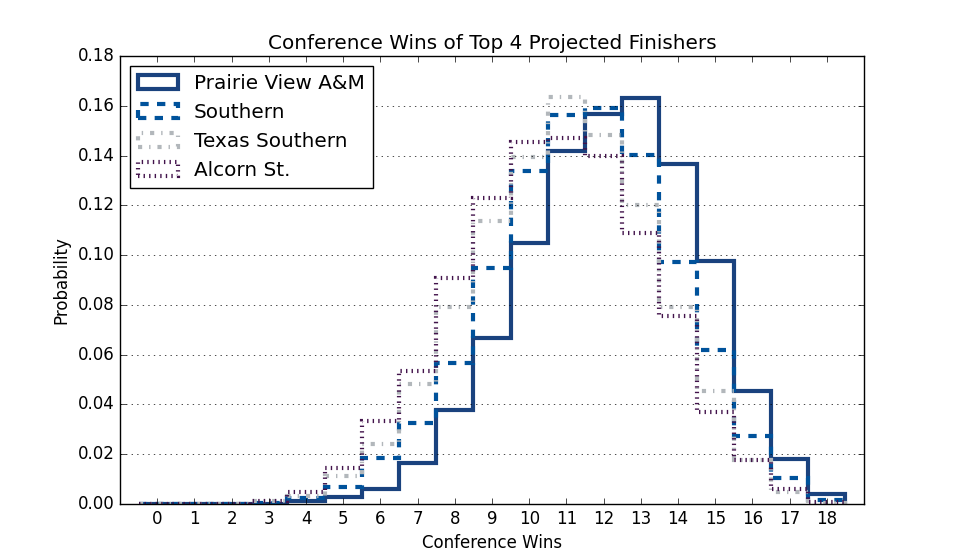 Conference Wins of Top 4 Projected Finishers
0.18
0.16
0.14
0.12
0.10
0.08
0.06
0.04
0.02
0.00
Probability
Prairie View A&M
Southern
Texas Southern
Alcorn St.
0 1 2 3 4 5 6 7 8 9 10 11 12 13 14 15 16 17 18
Conference Wins